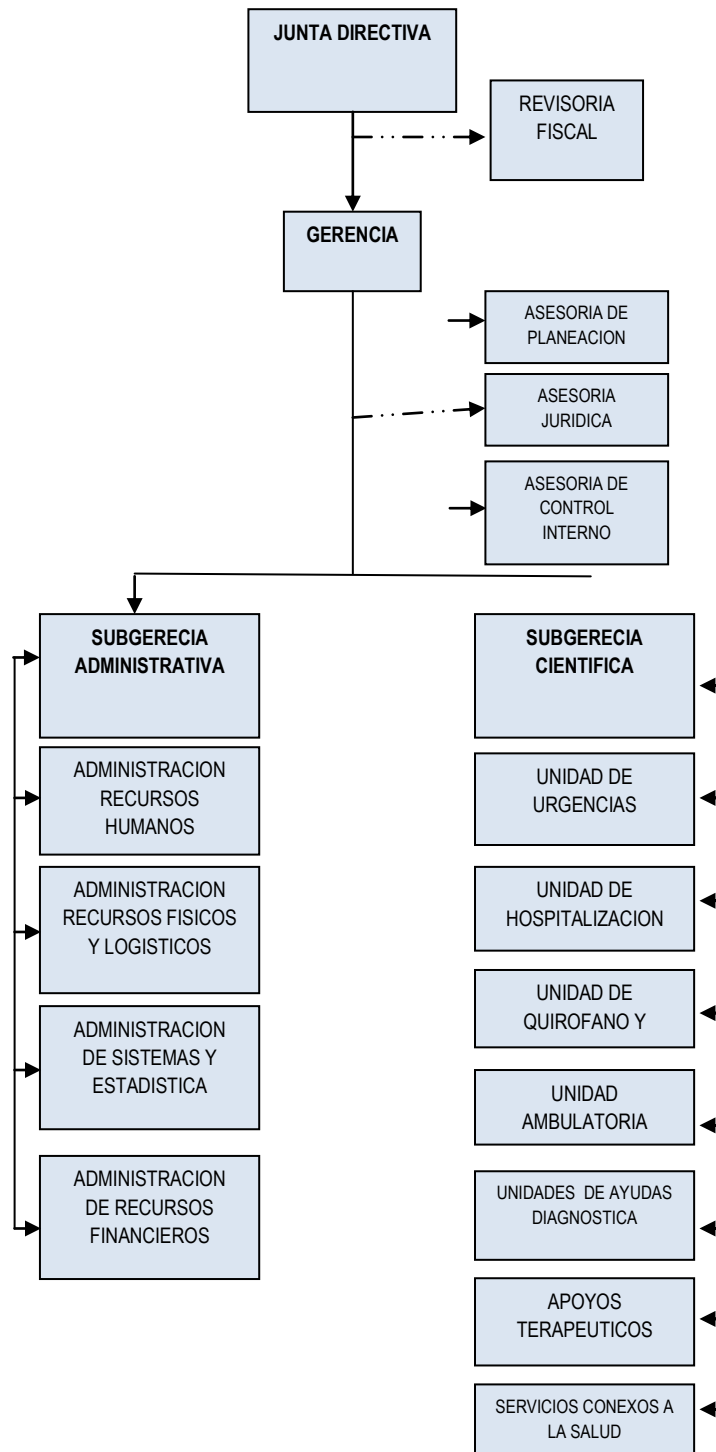 JUNTA DIRECTIVA
REVISORIA
FISCAL
GERENCIA
ASESORIA DE
PLANEACION
ASESORIA
JURIDICA
ASESORIA DE
CONTROL
INTERNO
SUBGERECIA
ADMINISTRATIVA
ADMINISTRACION
RECURSOS
HUMANOS
ADMINISTRACION
RECURSOS FISICOS
Y LOGISTICOS
ADMINISTRACION
DE SISTEMAS Y
ESTADISTICA
ADMINISTRACION
DE RECURSOS
FINANCIEROS
SUBGERECIA
CIENTIFICA
UNIDAD DE
URGENCIAS
UNIDAD DE
HOSPITALIZACION
UNIDAD DE
QUIROFANO Y
UNIDAD
AMBULATORIA
UNIDADES DE AYUDAS
DIAGNOSTICA
APOYOS
TERAPEUTICOS
SERVICIOS CONEXOS A
LA SALUD